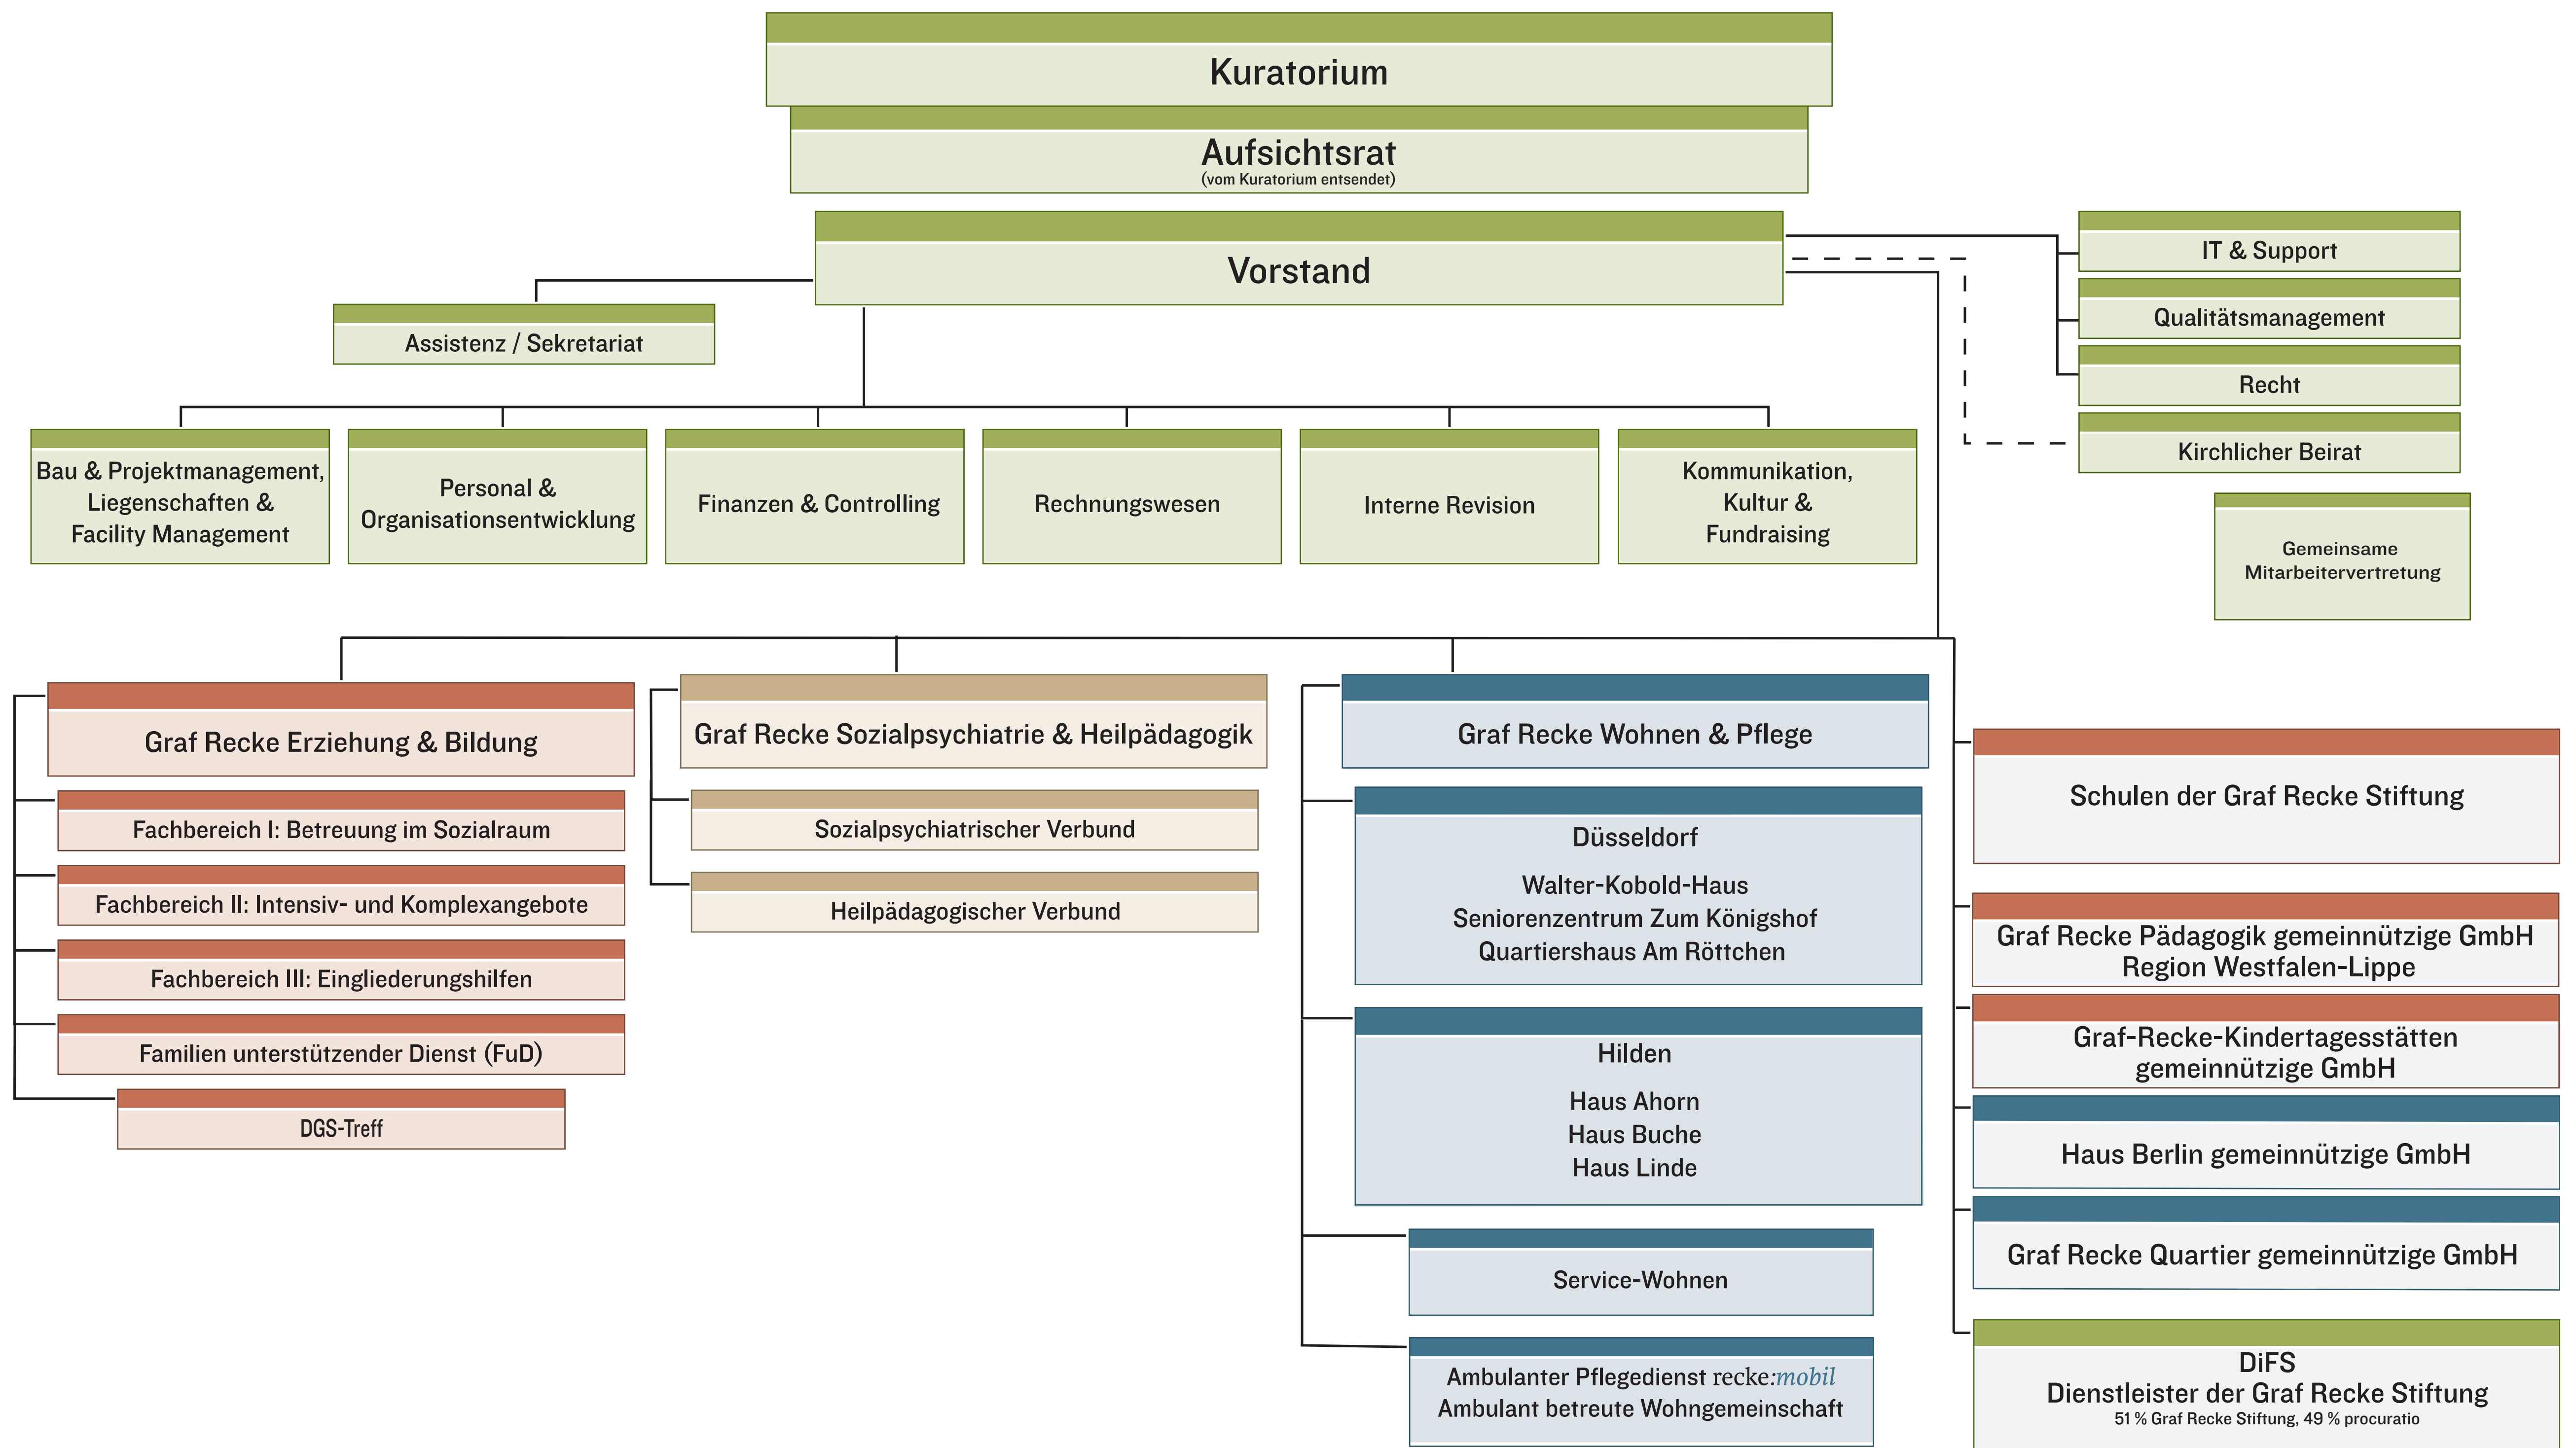 Kuratorium
Aufsichtsrat
(vom Kuratorium entsendet)
Vorstand
Assistenz / Sekretariat
IT & Support
Qualitätsmanagement
Recht
Kirchlicher Beirat
Gemeinsame
Mitarbeitervertretung
Bau & Projektmanagement,
Liegenschaften &
Facility Management
Personal &
Organisationsentwicklung
Finanzen & Controlling
Rechnungswesen
Interne Revision
Kommunikation,
Kultur &
Fundraising
Graf Recke Erziehung & Bildung
Fachbereich I: Betreuung im Sozialraum
Fachbereich II: Intensiv- und Komplexangebote
Fachbereich III: Eingliederungshilfen
Familien unterstützender Dienst (FuD)
DGS-Treff
Graf Recke Sozialpsychiatrie & Heilpädagogik
Sozialpsychiatrischer Verbund
Heilpädagogischer Verbund
Graf Recke Wohnen & Pflege
Düsseldorf
Walter-Kobold-Haus
Seniorenzentrum Zum Königshof
Quartiershaus Am Röttchen
Hilden
Haus Ahorn
Haus Buche
Haus Linde
Service-Wohnen
Ambulanter Pflegedienst recke:mobil
Ambulant betreute Wohngemeinschaft
Schulen der Graf Recke Stiftung
Graf Recke Pädagogik gemeinnützige GmbH
Region Westfalen-Lippe
Graf-Recke-Kindertagesstätten
gemeinnützige GmbH
Haus Berlin gemeinnützige GmbH
Graf Recke Quartier gemeinnützige GmbH
DiFS
Dienstleister der Graf Recke Stiftung
51 % Graf Recke Stiftung, 49 % procuratio